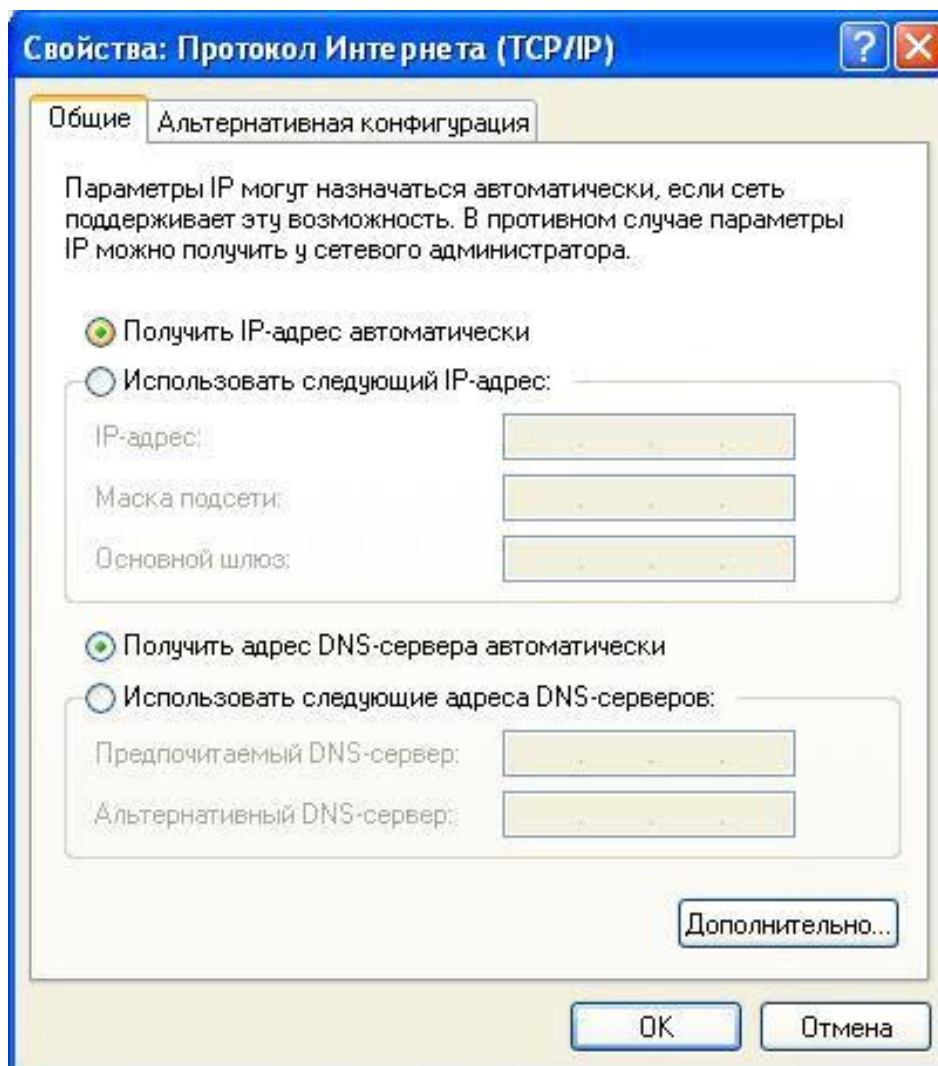 Свойства: Протокол Интернета (TCP/IP)
Общие
Альтернативная конфигурация
Параметры IP могут назначаться автоматически, если сеть
поддерживает эту возможность. В противном случае параметры
IP можно получить у сетевого администратора.
Получить IP-адрес автоматически
Использовать следующий IP-адрес:
IP-адрес:
Маска подсети:
Основной шлюз:
Получить адрес DNS-сервера автоматически
Использовать следующие адреса DNS-серверов:
Предпочитаемый DNS-сервер:
Альтернативный DNS-сервер:
Дополнительно...
OK
Отмена